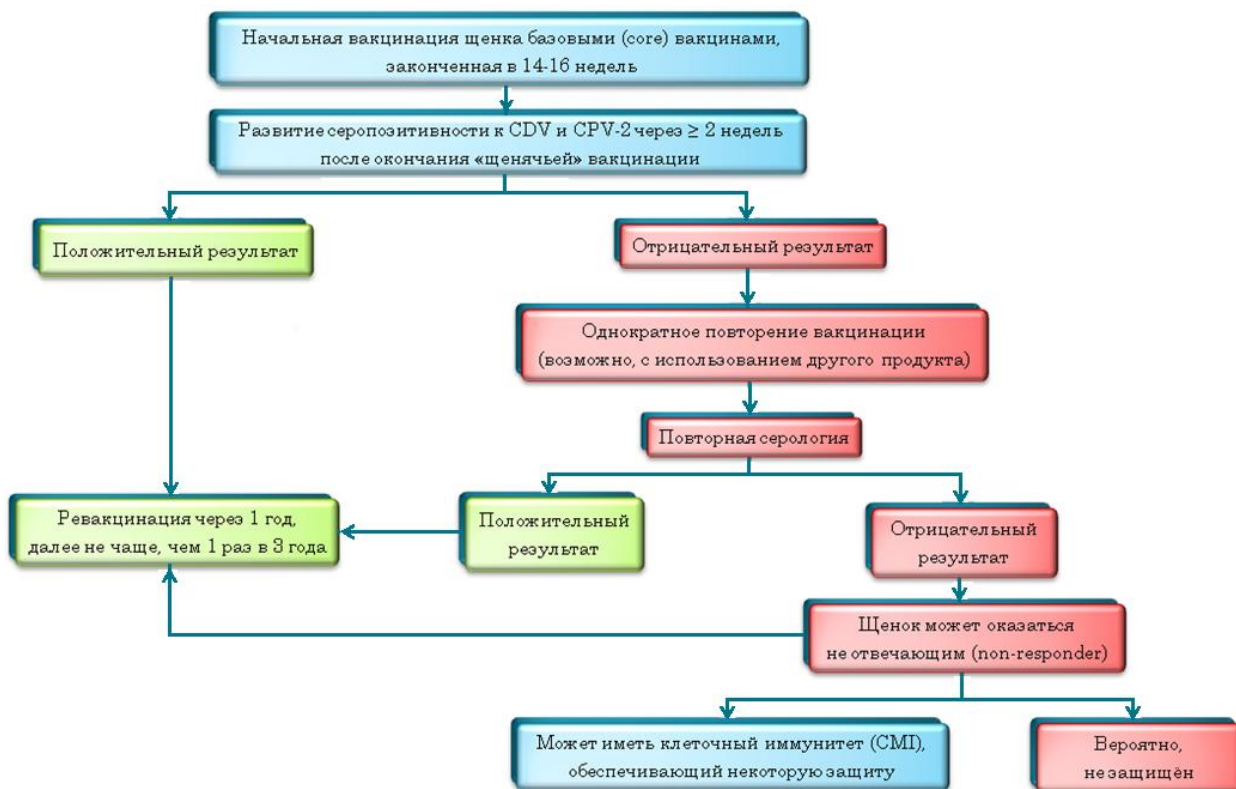 Начальная вакцинация щенка базовыми (core) вакцинами,
законченная в 14-16 недель
Развитие серопозитивности к CDV и CPV-2 через ≥ 2 недель
после окончания «щенячьей» вакцинации
Положительный результат
Отрицательный результат
Однократное повторение вакцинации
(возможно, с использованием другого продукта)
Повторная серология
Ревакцинация через 1 год,
далее не чаще, чем 1 раз в 3 года
Положительный
результат
Отрицательный
результат
Щенок может оказаться
не отвечающим (non-responder)
Может иметь клеточный иммунитет (CMI),
обеспечивающий некоторую защиту
Вероятно,
не защищён